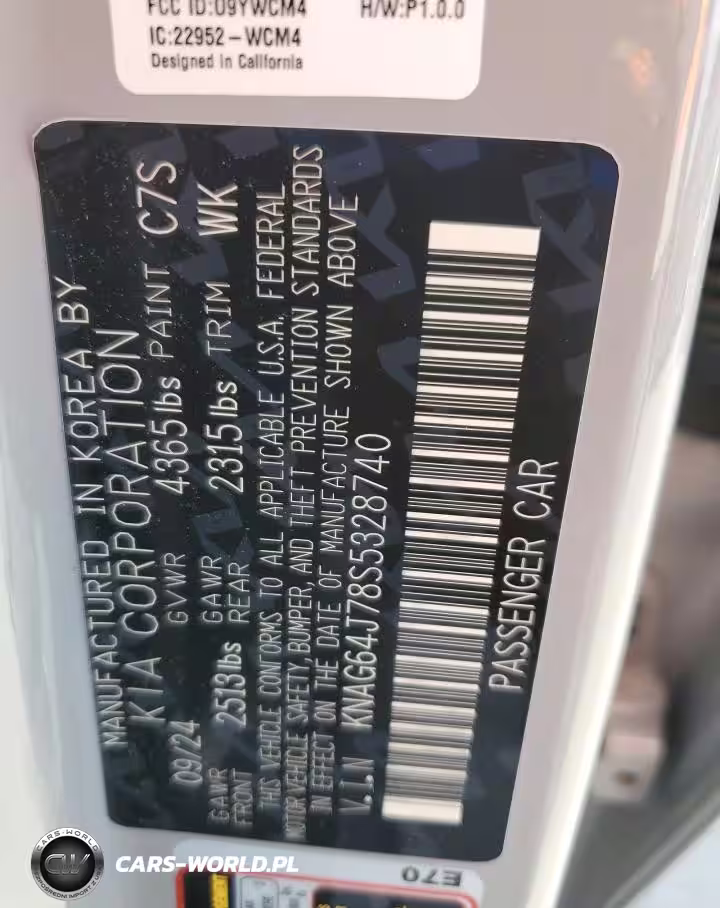 FCC ID:O9YWCM4
H/W:P1.0.0
IC:22952-WCM4
Designed in California
MANUFACTURED IN KOREA BY
KIA CORPORATION
09/24 GVWR 4365lbs PAINT C7S
GAWR FRONT 2513lbs GAWR REAR 2315lbs TRIM WK
THIS VEHICLE CONFORMS TO ALL APPLICABLE U.S.A. FEDERAL
MOTOR VEHICLE SAFETY, BUMPER, AND THEFT PREVENTION STANDARDS
IN EFFECT ON THE DATE OF MANUFACTURE SHOWN ABOVE
V.I.N KNAG64J78S5328740
PASSENGER CAR
E70
CARS-WORLD
CW
CARS-WORLD.PL